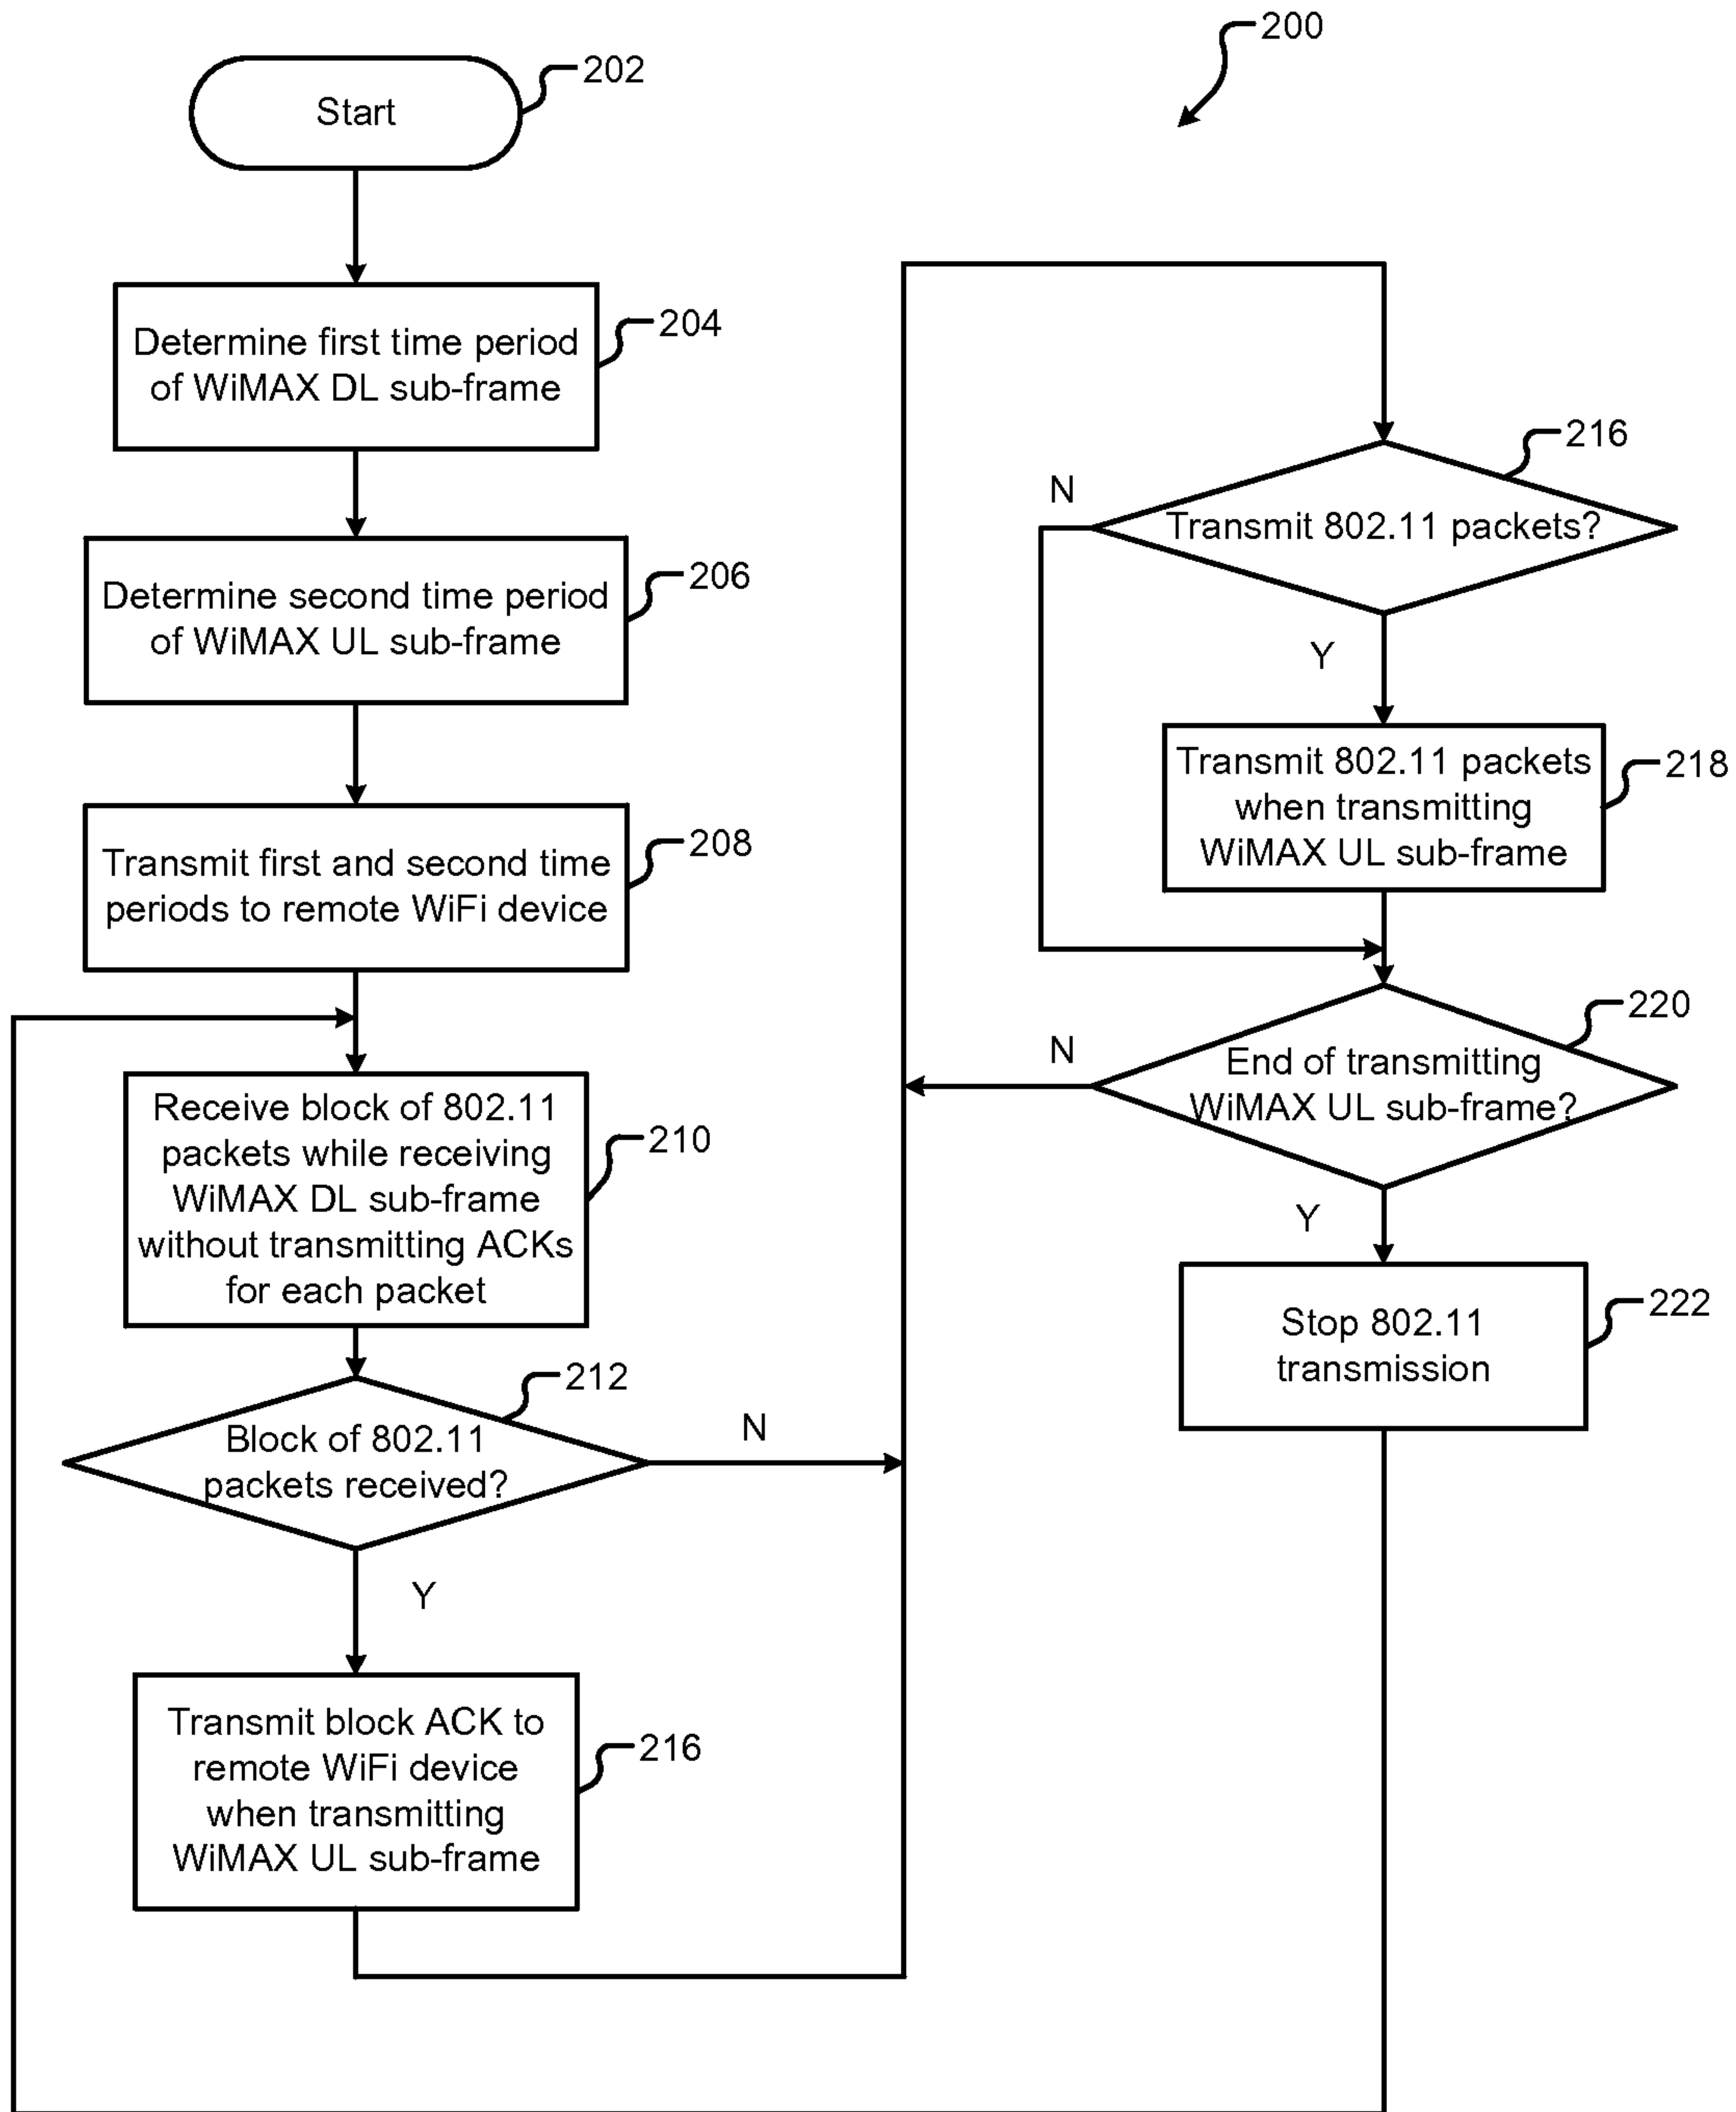 200
Start
202
Determine first time period
of WiMAX DL sub-frame
204
Determine second time period
of WiMAX UL sub-frame
206
Transmit first and second time
periods to remote WiFi device
208
Receive block of 802.11
packets while receiving
WiMAX DL sub-frame
without transmitting ACKs
for each packet
210
Block of 802.11
packets received?
212
N
Y
Transmit block ACK to
remote WiFi device
when transmitting
WiMAX UL sub-frame
216
Transmit 802.11 packets?
216
N
Y
Transmit 802.11 packets
when transmitting
WiMAX UL sub-frame
218
End of transmitting
WiMAX UL sub-frame?
220
N
Y
Stop 802.11
transmission
222